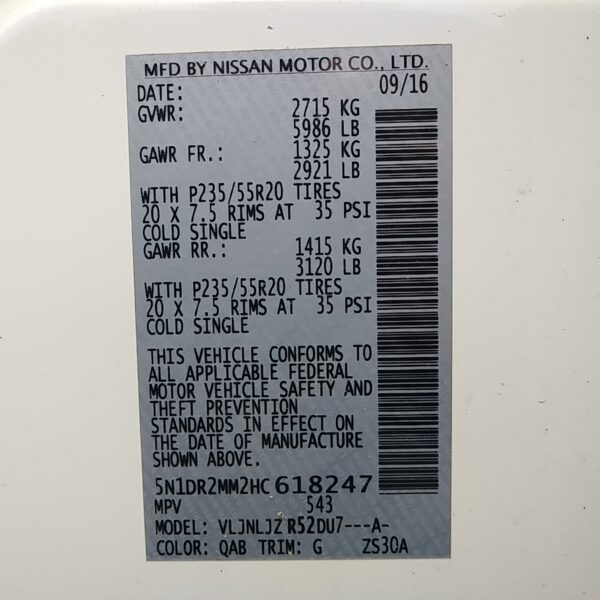 MFD BY NISSAN MOTOR CO., LTD.
DATE: 09/16
GVWR: 2715 KG
5986 LB
GAWR FR.: 1325 KG
2921 LB
WITH P235/55R20 TIRES
20 X 7.5 RIMS AT 35 PSI
COLD SINGLE
GAWR RR.: 1415 KG
3120 LB
WITH P235/55R20 TIRES
20 X 7.5 RIMS AT 35 PSI
COLD SINGLE
THIS VEHICLE CONFORMS TO
ALL APPLICABLE FEDERAL
MOTOR VEHICLE SAFETY AND
THEFT PREVENTION
STANDARDS IN EFFECT ON
THE DATE OF MANUFACTURE
SHOWN ABOVE.
5N1DR2MM2HC618247
MPV 543
MODEL: VLJNLJZ R52DU7---A-
COLOR: QAB TRIM: G ZS30A